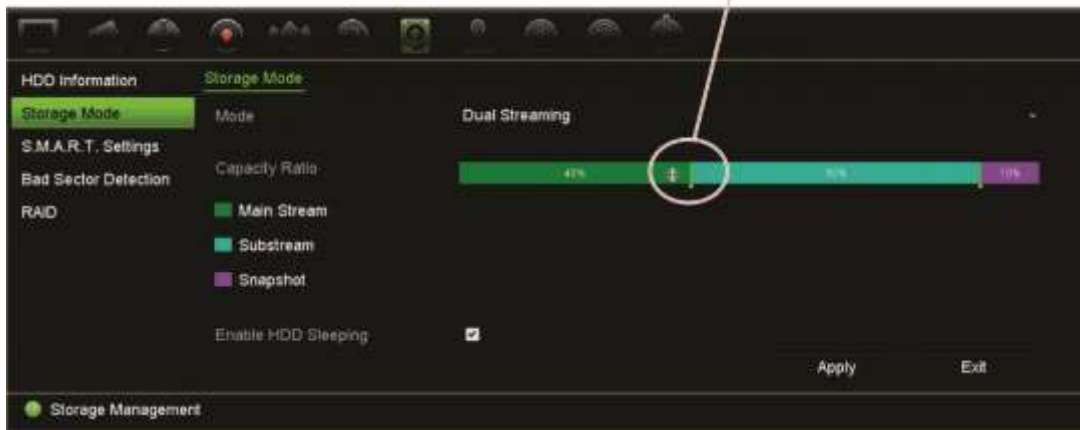 HDD Information
Storage Mode
Storage Mode
Mode
Dual Streaming
S.M.A.R.T. Settings
Capacity Ratio
Bad Sector Detection
RAID
Main Stream
Substream
Snapshot
Enable HDD Sleeping
Apply
Exit
Storage Management